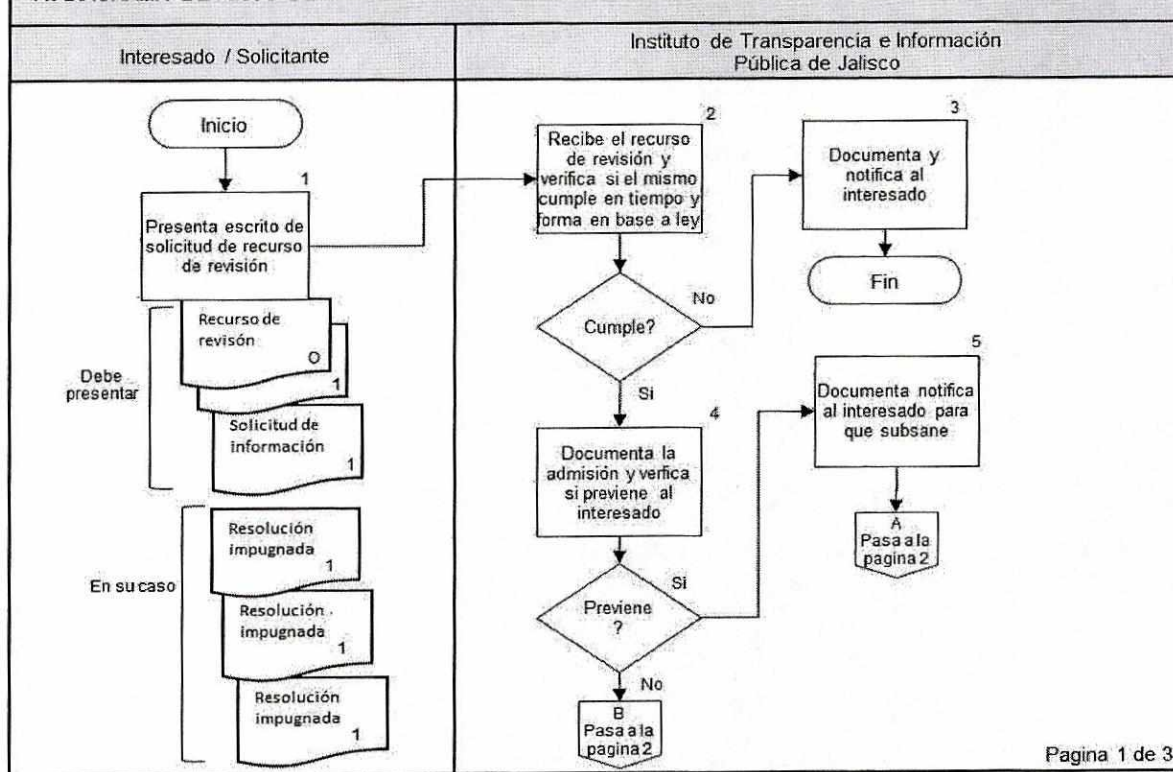 Interesado / Solicitante
Instituto de Transparencia e Información
Pública de Jalisco
Inicio
1
Presenta escrito de
solicitud de recurso
de revisión
Debe
presentar
Recurso de
revisón
O
1
Solicitud de
información
1
En su caso
Resolución
impugnada
1
Resolución
impugnada
1
Resolución
impugnada
1
2
Recibe el recurso
de revisión y
verifica si el mismo
cumple en tiempo y
forma en base a ley
Cumple?
No
Si
3
Documenta y
notifica al
interesado
Fin
4
Documenta la
admisión y verfica
si previene al
interesado
Previene
?
Si
No
5
Documenta notifica
al interesado para
que subsane
A
Pasa a la
pagina 2
B
Pasa a la
pagina 2
Pagina 1 de 3